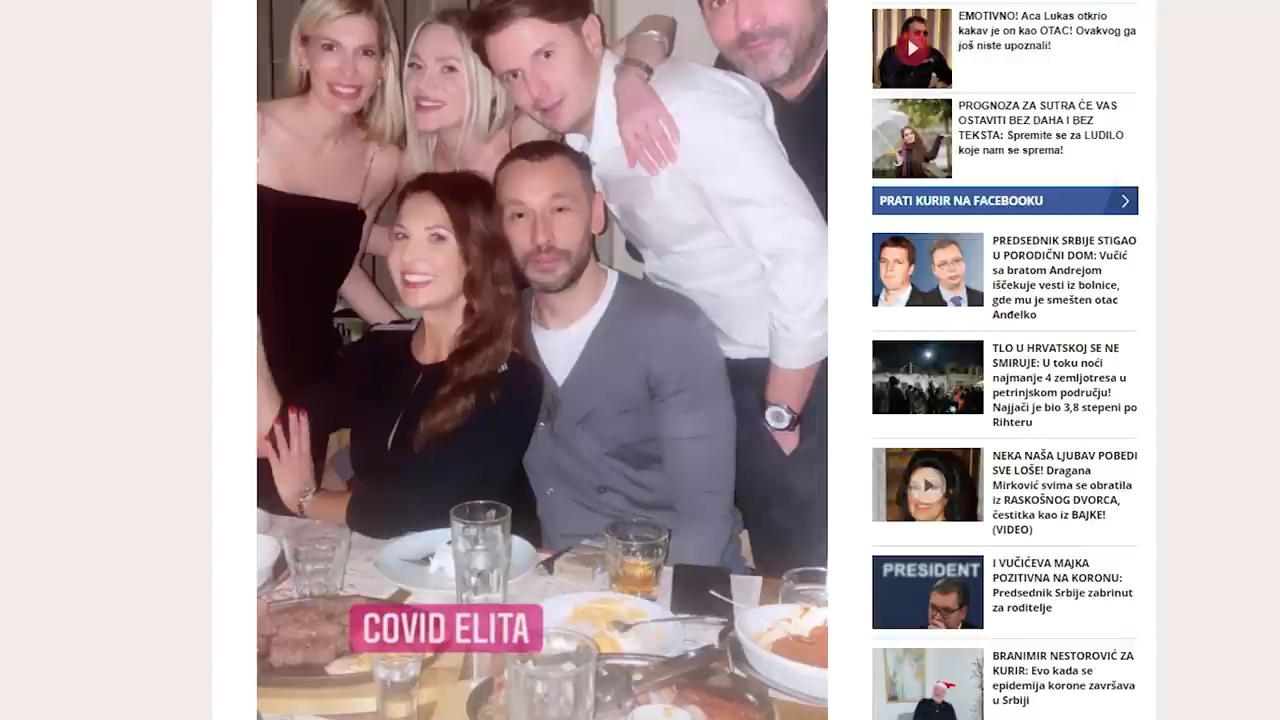 COVID ELITA
EMOTIVNO! Aca Lukas otkrio
kakav je on kao OTAC! Ovakvog ga
još niste upoznali!
PROGNOZA ZA SUTRA ĆE VAS
OSTAVITI BEZ DAHA I BEZ
TEKSTA: Spremite se za LUDILO
koje nam se sprema!
PRATI KURIR NA FACEBOOKU
PREDSEDNIK SRBIJE STIGAO
U PORODIČNI DOM: Vučić
sa bratom Andrejom
iščekuje vesti iz bolnice,
gde mu je smešten otac
Anđelko
TLO U HRVATSKOJ SE NE
SMIRUJE: U toku noći
najmanje 4 zemljotresa u
petrinjskom području!
Najjači je bio 3,8 stepeni po
Rihteru
NEKA NAŠA LJUBAV POBEDI
SVE LOŠE! Dragana
Mirković svima se obratila
iz RASKOŠNOG DVORCA,
čestitka kao iz BAJKE!
(VIDEO)
PRESIDENT
I VUČIĆEVA MAJKA
POZITIVNA NA KORONU:
Predsednik Srbije zabrinut
za roditelje
BRANIMIR NESTOROVIĆ ZA
KURIR: Evo kada se
epidemija korone završava
u Srbiji